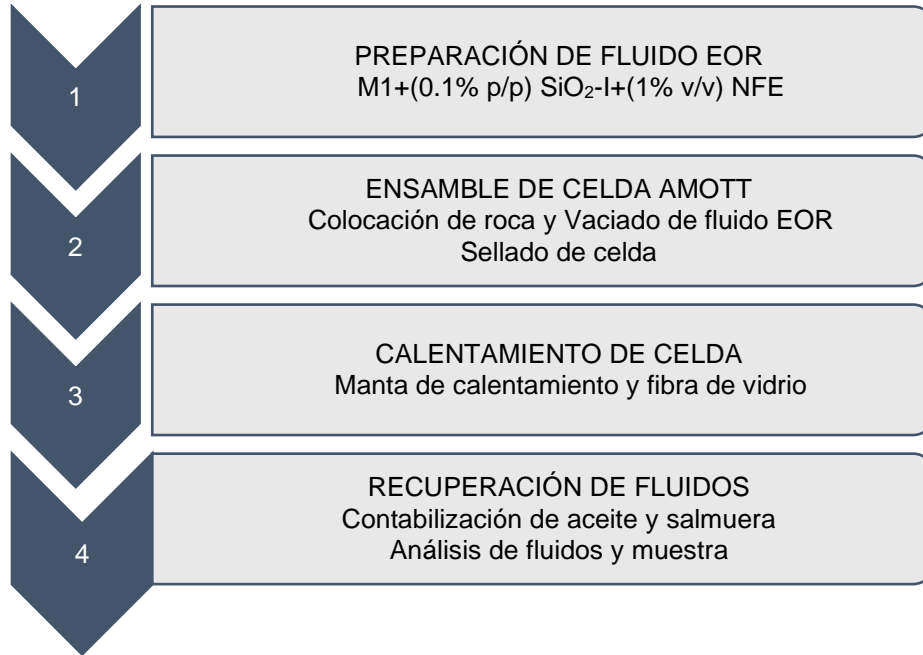 1
PREPARACIÓN DE FLUIDO EOR
M1+(0.1% p/p) SiO₂-I+(1% v/v) NFE
2
ENSAMBLE DE CELDA AMOTT
Colocación de roca y Vaciado de fluido EOR
Sellado de celda
3
CALENTAMIENTO DE CELDA
Manta de calentamiento y fibra de vidrio
4
RECUPERACIÓN DE FLUIDOS
Contabilización de aceite y salmuera
Análisis de fluidos y muestra